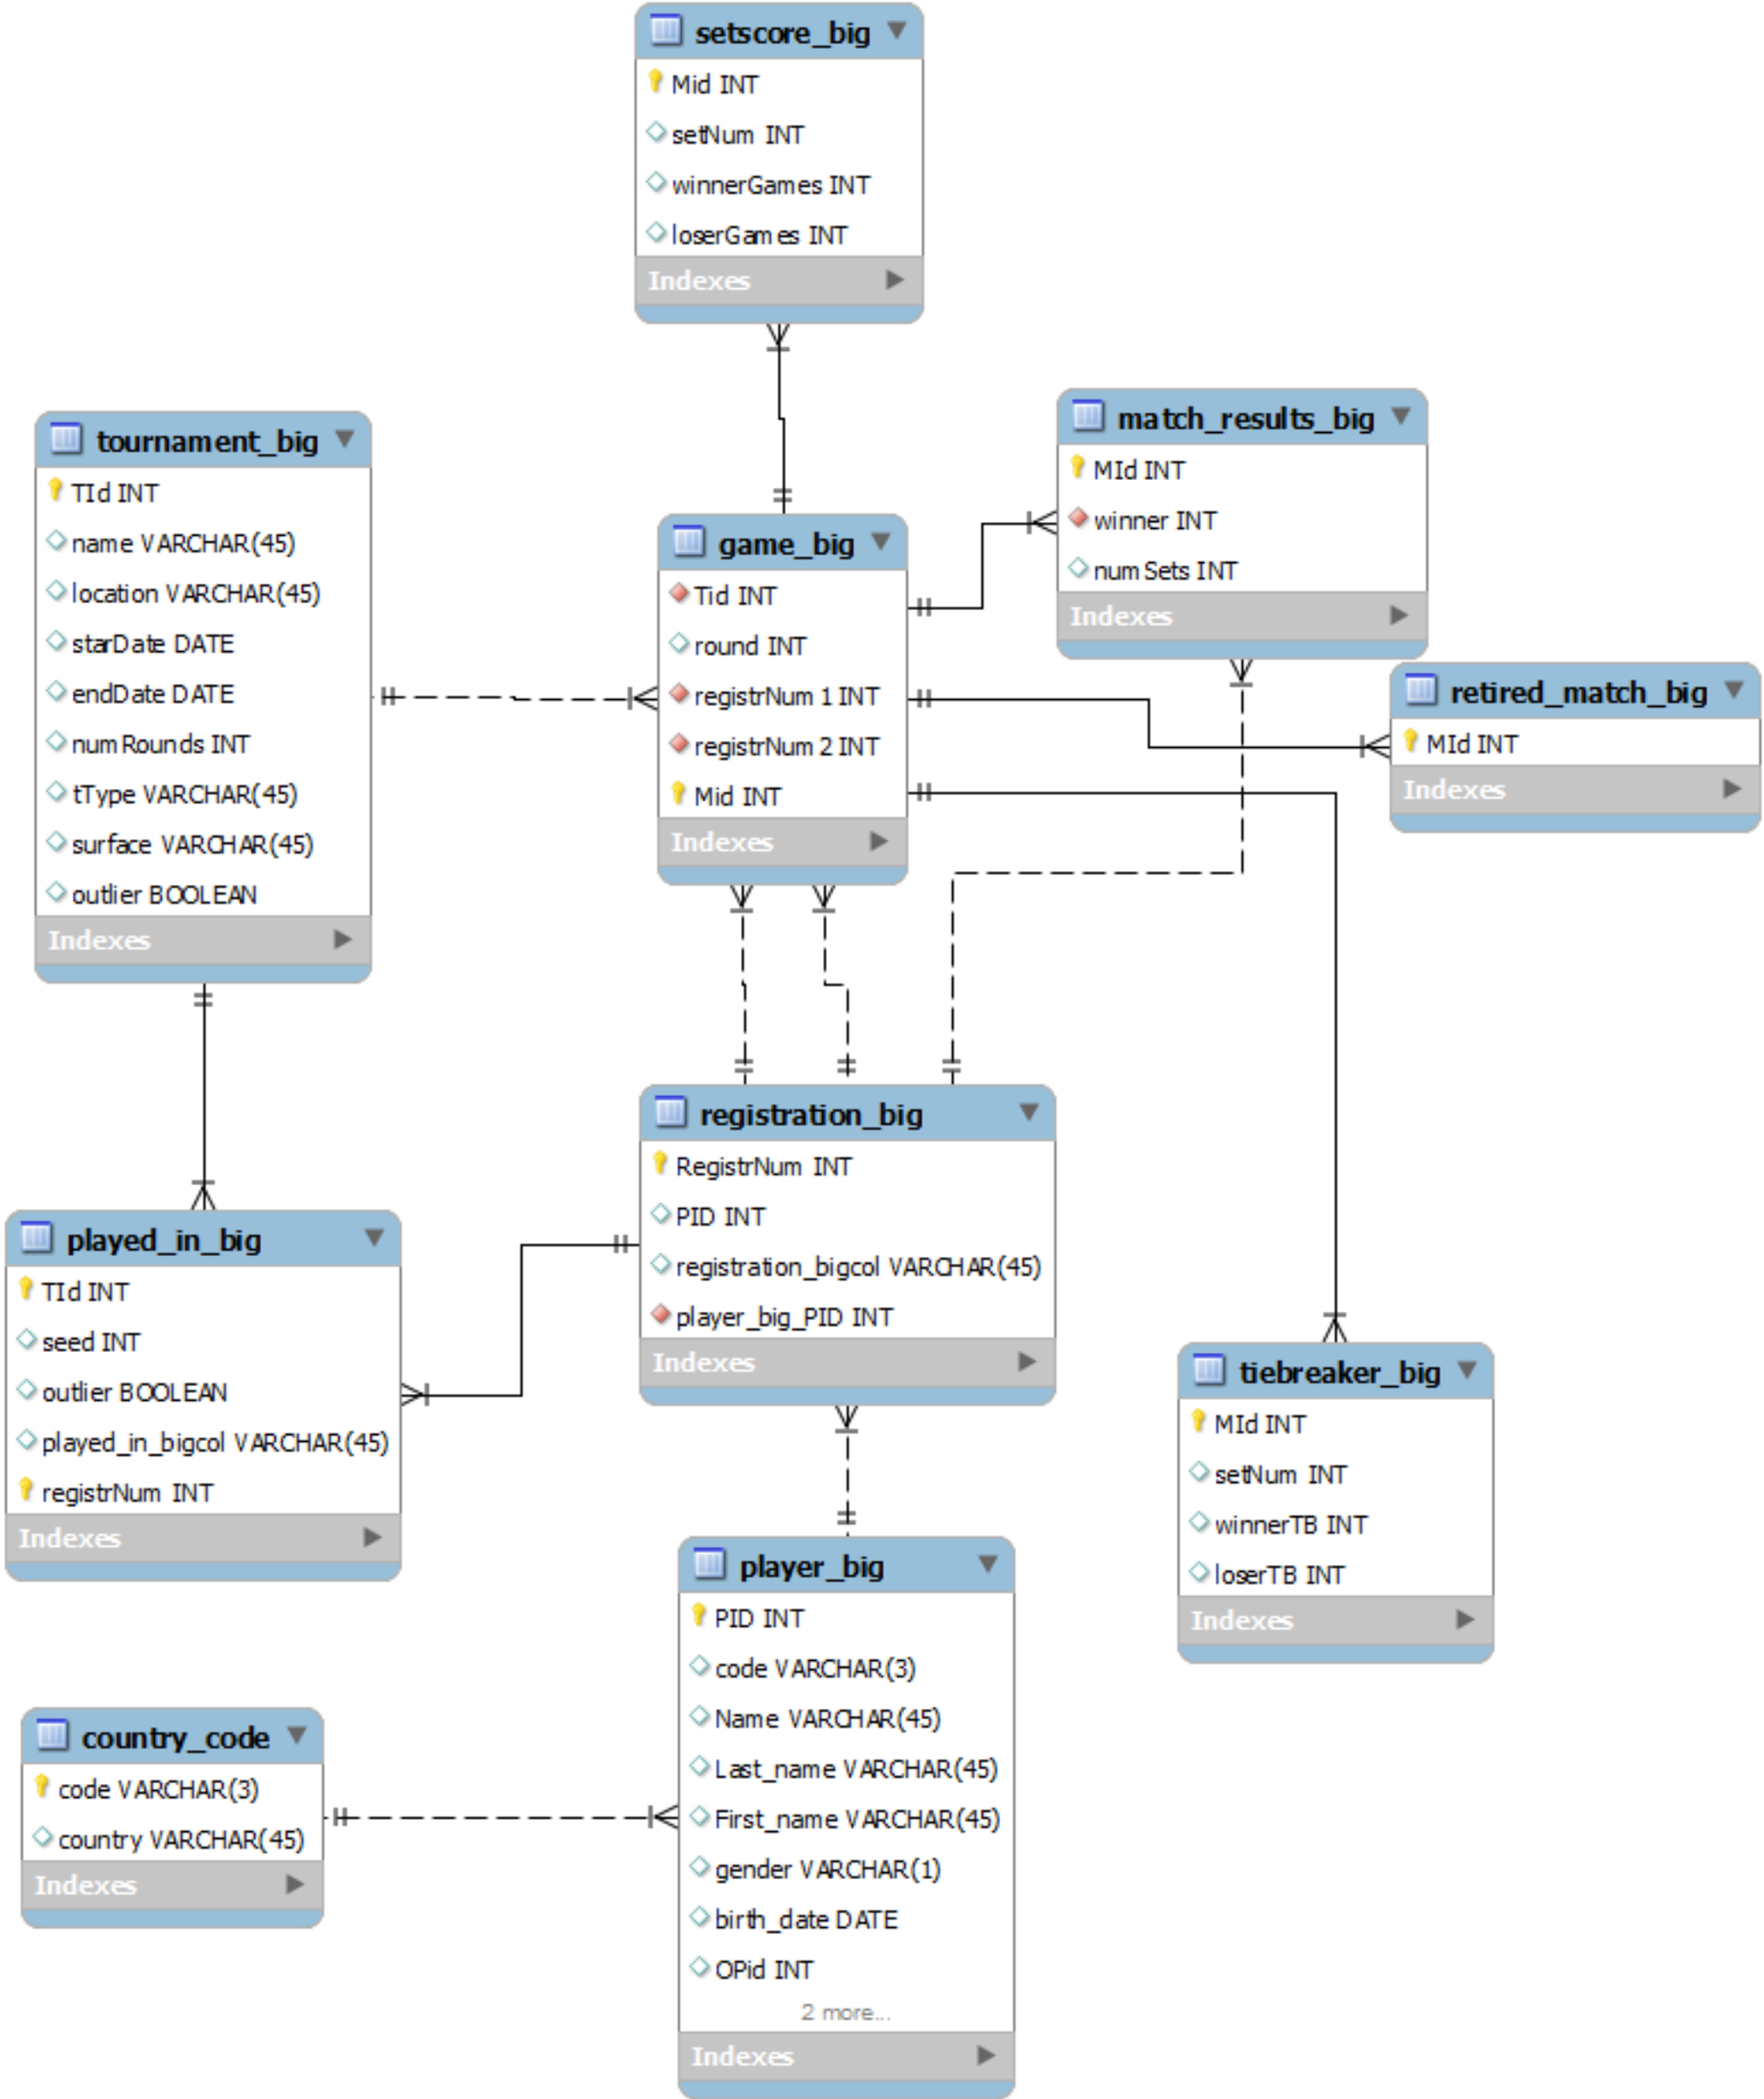 setscore_big
Mid INT
setNum INT
winnerGames INT
loserGames INT
Indexes
tournament_big
TId INT
name VARCHAR(45)
location VARCHAR(45)
starDate DATE
endDate DATE
numRounds INT
tType VARCHAR(45)
surface VARCHAR(45)
outlier BOOLEAN
Indexes
game_big
Tid INT
round INT
registrNum1 INT
registrNum2 INT
Mid INT
Indexes
match_results_big
MId INT
winner INT
numSets INT
Indexes
retired_match_big
MId INT
Indexes
registration_big
RegistrNum INT
PID INT
registration_bigcol VARCHAR(45)
player_big_PID INT
Indexes
played_in_big
TId INT
seed INT
outlier BOOLEAN
played_in_bigcol VARCHAR(45)
registrNum INT
Indexes
tiebreaker_big
MId INT
setNum INT
winnerTB INT
loserTB INT
Indexes
player_big
PID INT
code VARCHAR(3)
Name VARCHAR(45)
Last_name VARCHAR(45)
First_name VARCHAR(45)
gender VARCHAR(1)
birth_date DATE
OPid INT
2 more...
Indexes
country_code
code VARCHAR(3)
country VARCHAR(45)
Indexes